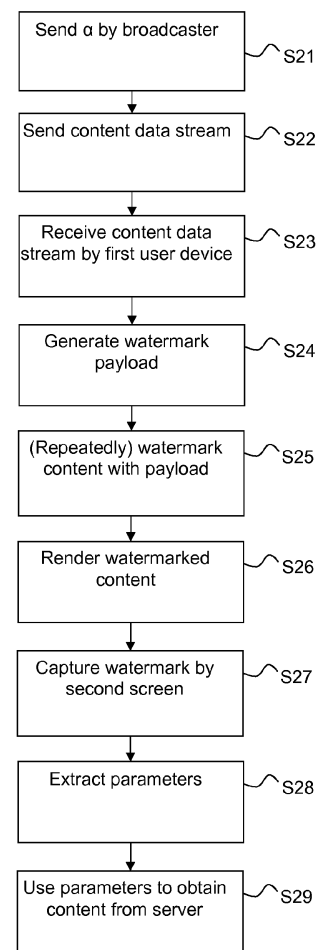 Send α by broadcaster
S21
Send content data stream
S22
Receive content data
stream by first user device
S23
Generate watermark
payload
S24
(Repeatedly) watermark
content with payload
S25
Render watermarked
content
S26
Capture watermark by
second screen
S27
Extract parameters
S28
Use parameters to obtain
content from server
S29